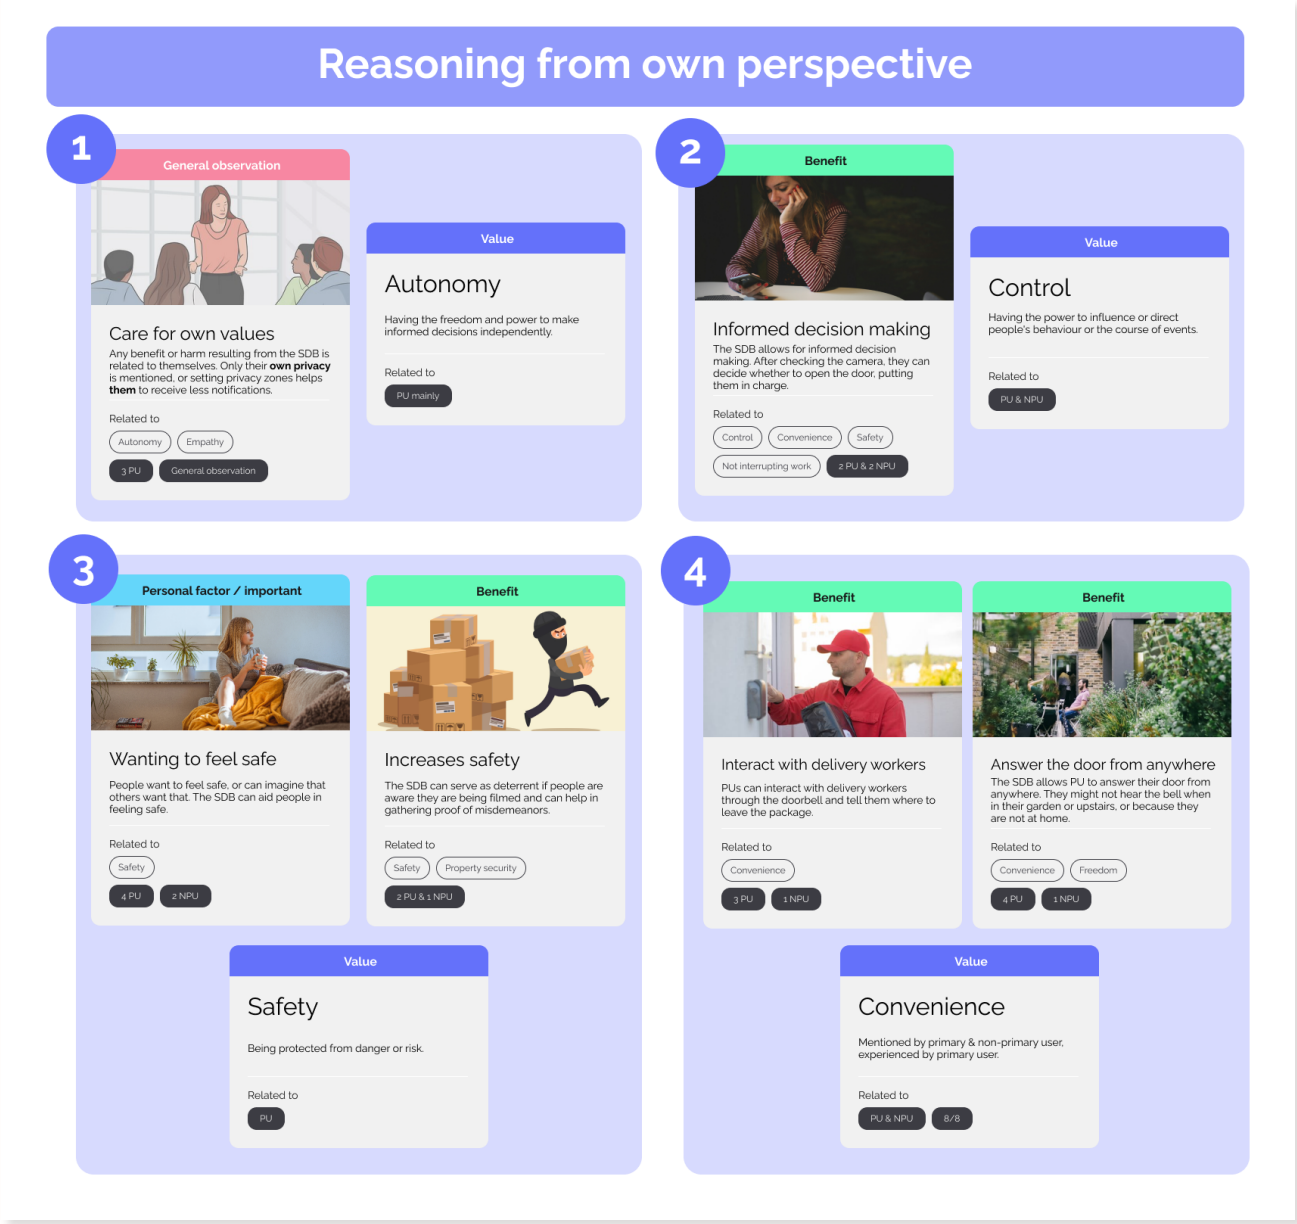 Reasoning from own perspective
1
General observation
Care for own values
Any benefit or harm resulting from the SDB is
related to themselves. Only their own privacy
is mentioned, or setting privacy zones helps
them to receive less notifications.
Related to
Autonomy
Empathy
3 PU
General observation
Value
Autonomy
Having the freedom and power to make
informed decisions independently.
Related to
PU mainly
2
Benefit
Informed decision making
The SDB allows for informed decision
making. After checking the camera, they can
decide whether to open the door, putting
them in charge.
Related to
Control
Convenience
Safety
Not interrupting work
2 PU & 2 NPU
Value
Control
Having the power to influence or direct
people's behaviour or the course of events.
Related to
PU & NPU
3
Personal factor / important
Wanting to feel safe
People want to feel safe, or can imagine that
others want that. The SDB can aid people in
feeling safe.
Related to
Safety
4 PU
2 NPU
Benefit
Increases safety
The SDB can serve as deterrent if people are
aware they are being filmed and can help in
gathering proof of misdemeanors.
Related to
Safety
Property security
2 PU & 1 NPU
Value
Safety
Being protected from danger or risk.
Related to
PU
4
Benefit
Interact with delivery workers
PUs can interact with delivery workers
through the doorbell and tell them where to
leave the package.
Related to
Convenience
3 PU
1 NPU
Benefit
Answer the door from anywhere
The SDB allows PU to answer their door from
anywhere. They might not hear the bell when
in their garden or upstairs, or because they
are not at home.
Related to
Convenience
Freedom
4 PU
1 NPU
Value
Convenience
Mentioned by primary & non-primary user,
experienced by primary user.
Related to
PU & NPU
8/8